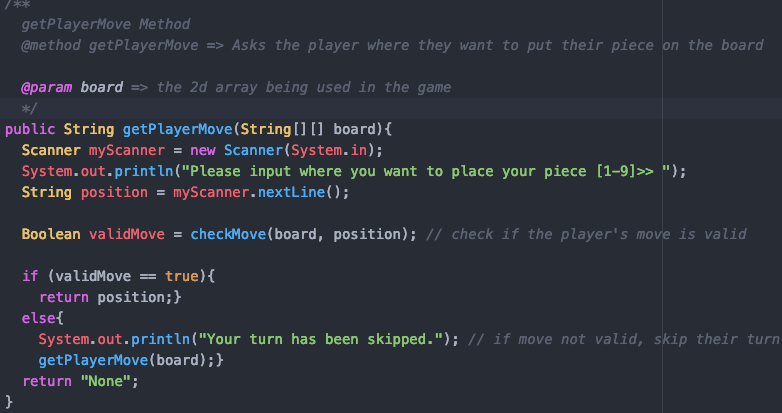 /**
getPlayerMove Method
@method getPlayerMove => Asks the player where they want to put their piece on the board
@param board => the 2d array being used in the game
*/
public String getPlayerMove(String[][] board){
Scanner myScanner = new Scanner(System.in);
System.out.println("Please input where you want to place your piece [1-9]>> ");
String position = myScanner.nextLine();
Boolean validMove = checkMove(board, position); // check if the player's move is valid
if (validMove == true){
return position;}
else{
System.out.println("Your turn has been skipped."); // if move not valid, skip their turn
getPlayerMove(board);}
return "None";
}